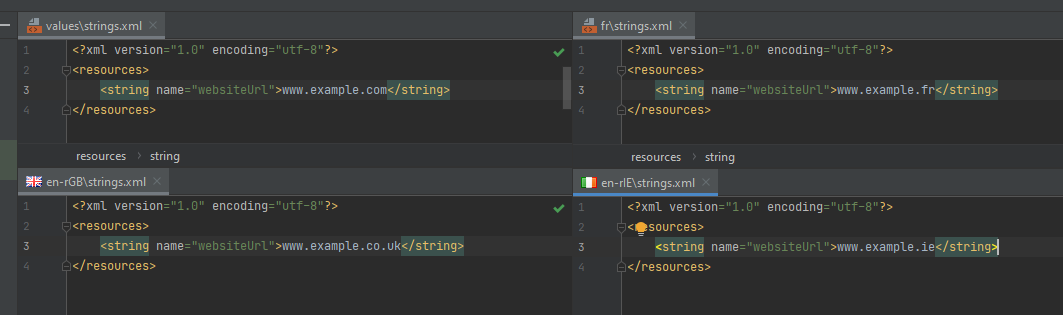 values\strings.xml
1 <?xml version="1.0" encoding="utf-8"?>
2 <resources>
3 <string name="websiteUrl">www.example.com</string>
4 </resources>
resources > string
fr\strings.xml
1 <?xml version="1.0" encoding="utf-8"?>
2 <resources>
3 <string name="websiteUrl">www.example.fr</string>
4 </resources>
resources > string
en-rGB\strings.xml
1 <?xml version="1.0" encoding="utf-8"?>
2 <resources>
3 <string name="websiteUrl">www.example.co.uk</string>
4 </resources>
en-rIE\strings.xml
1 <?xml version="1.0" encoding="utf-8"?>
2 <resources>
3 <string name="websiteUrl">www.example.ie</string>
4 </resources>